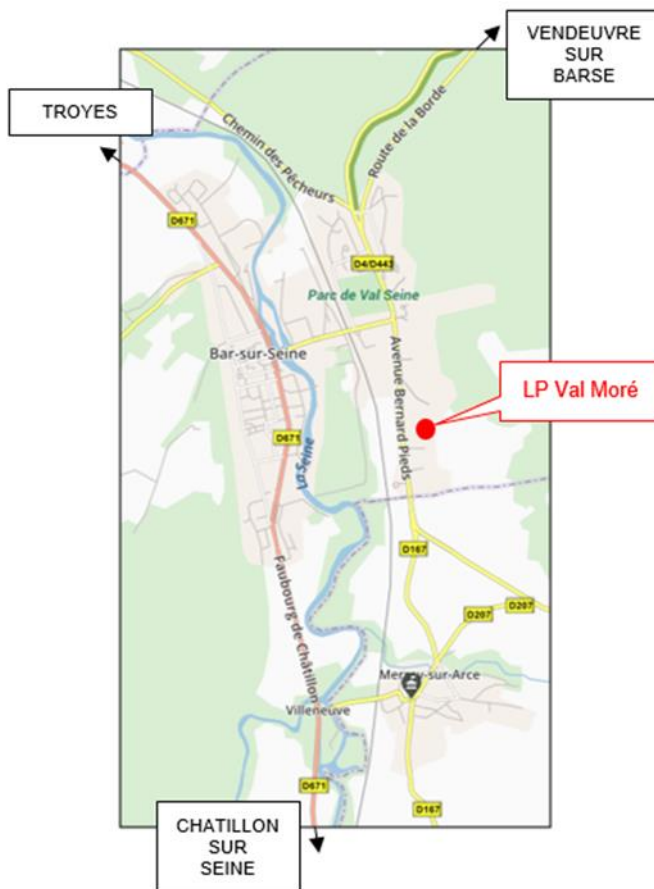 VENDEUVRE
SUR
BARSE
TROYES
Chemin des Pêcheurs
Route de la Borde
D671
D4/D443
Parc de Val Seine
Bar-sur-Seine
Avenue Bernard Pieds
LP Val Moré
D671
La Seine
D167
Faubourg de Châtillon
D207
D207
Villeneuve
D671
D167
CHATILLON
SUR
SEINE